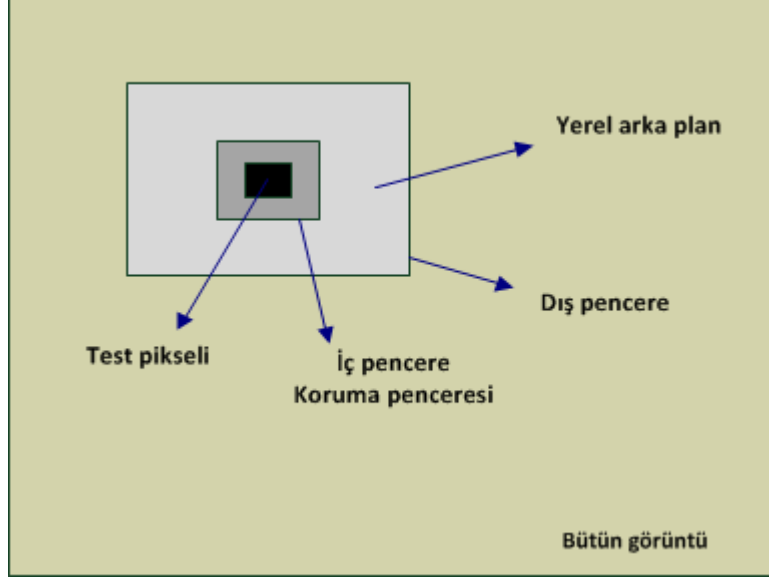 Yerel arka plan
Dış pencere
Test pikseli
İç pencere
Koruma penceresi
Bütün görüntü